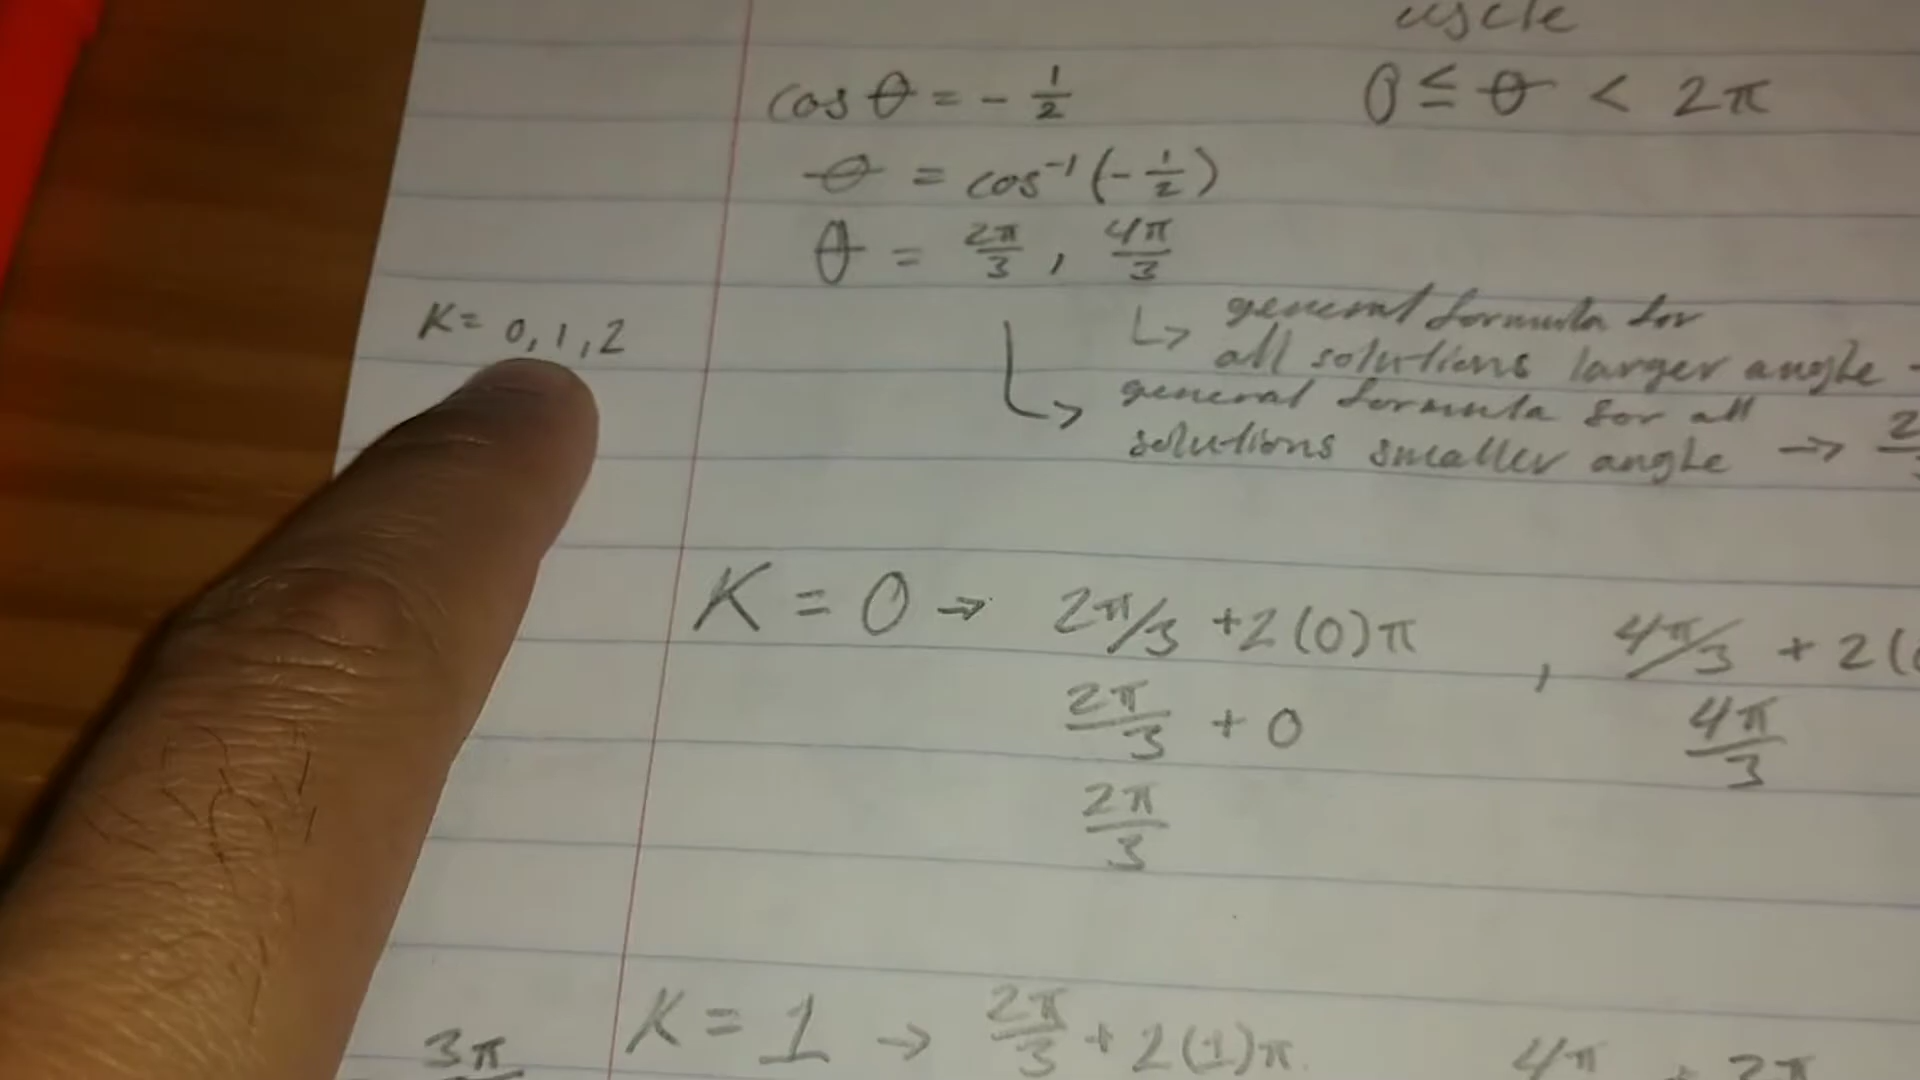 cos θ = - 1/2
0 ≤ θ < 2π
θ = cos⁻¹(-1/2)
θ = 2π/3, 4π/3
K= 0,1,2
↳ general formula for
all solutions larger angle
↳ general formula for all
solutions smaller angle →
K = 0 → 2π/3 +2(0)π , 4π/3 + 2(
2π/3 + 0
4π/3
2π/3
K = 1 → 2π/3 + 2(1)π
4π + 2π
3π